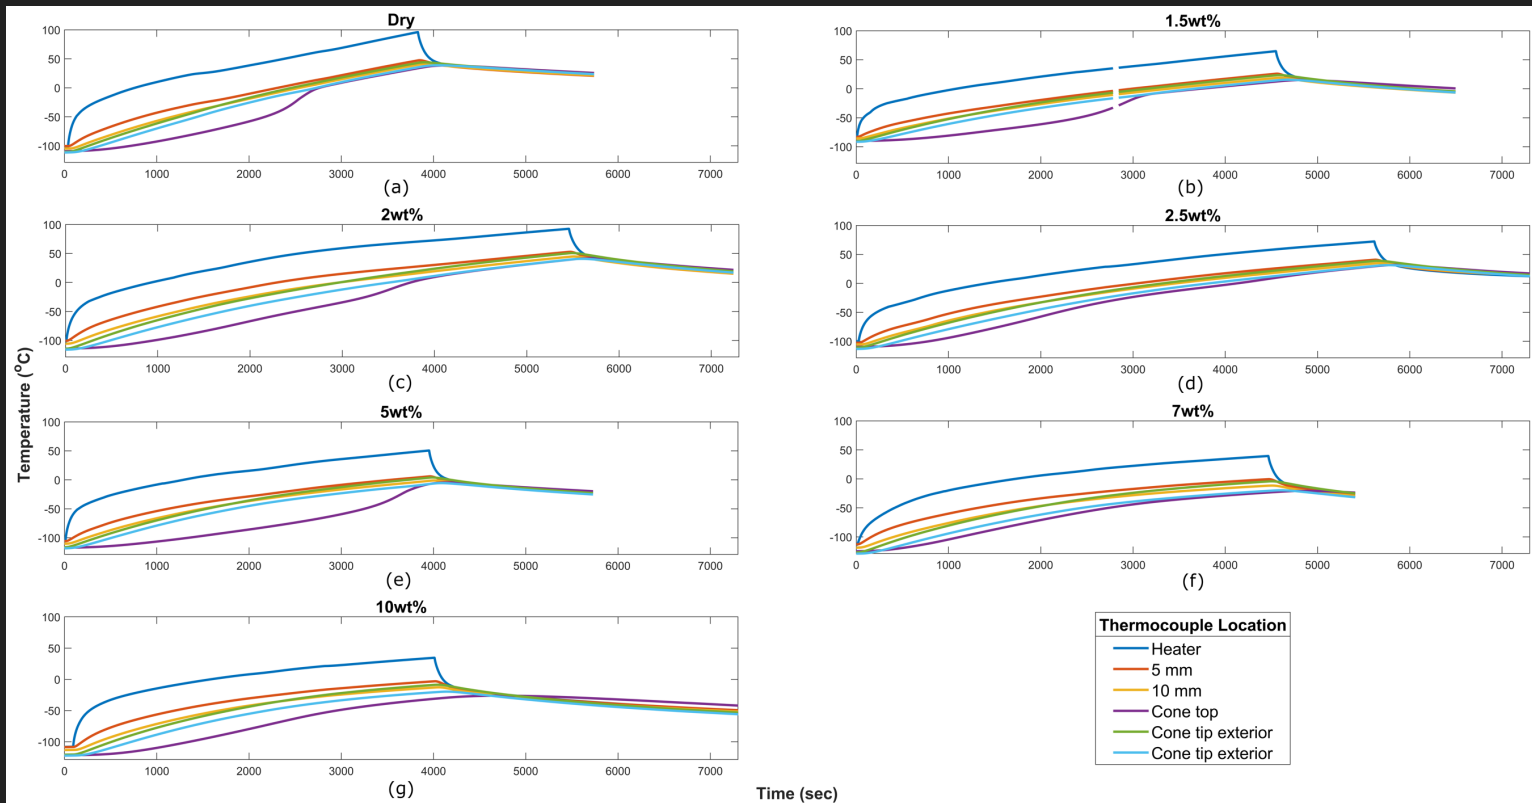 Dry
100
50
0
-50
-100
0 1000 2000 3000 4000 5000 6000 7000
(a)
1.5wt%
100
50
0
-50
-100
0 1000 2000 3000 4000 5000 6000 7000
(b)
2wt%
100
50
0
-50
-100
0 1000 2000 3000 4000 5000 6000 7000
(c)
2.5wt%
100
50
0
-50
-100
0 1000 2000 3000 4000 5000 6000 7000
(d)
5wt%
100
50
0
-50
-100
0 1000 2000 3000 4000 5000 6000 7000
(e)
7wt%
100
50
0
-50
-100
0 1000 2000 3000 4000 5000 6000 7000
(f)
10wt%
100
50
0
-50
-100
0 1000 2000 3000 4000 5000 6000 7000
(g)
Thermocouple Location
Heater
5 mm
10 mm
Cone top
Cone tip exterior
Cone tip exterior
Temperature (°C)
Time (sec)